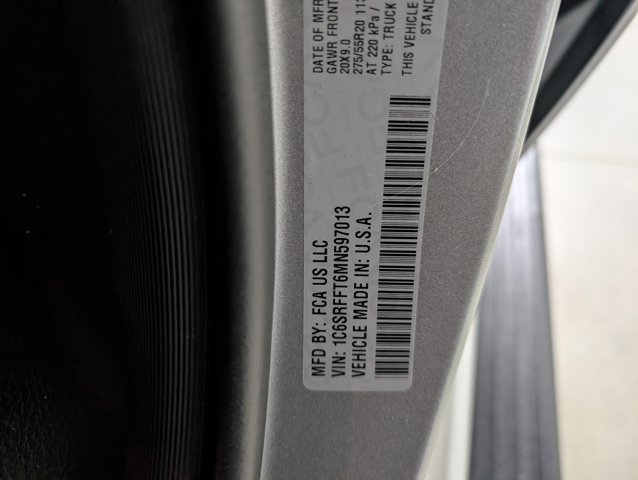 MFD BY: FCA US LLC
DATE OF MFR
VIN: 1C6SRFFT6MN597013
GAWR FRONT
VEHICLE MADE IN: U.S.A.
20X9.0
275/55R20
AT 220 kPa /
TYPE: TRUCK
THIS VEHICLE
STAND